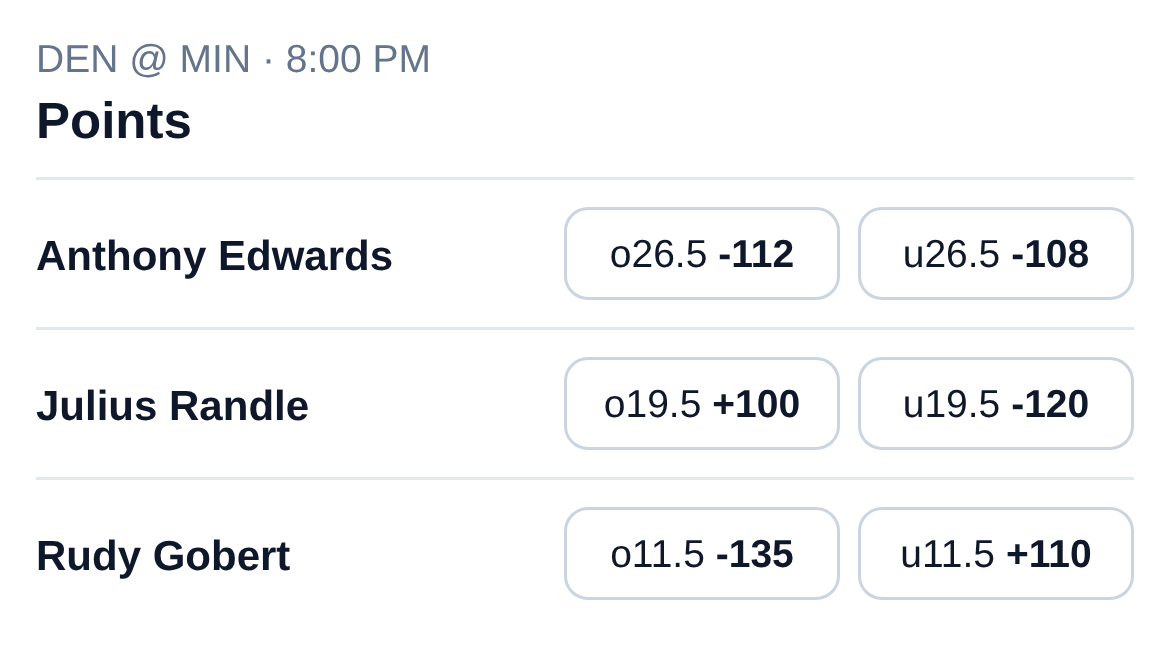 DEN @ MIN · 8:00 PM
Points
Anthony Edwards o26.5 -112 u26.5 -108
Julius Randle o19.5 +100 u19.5 -120
Rudy Gobert o11.5 -135 u11.5 +110